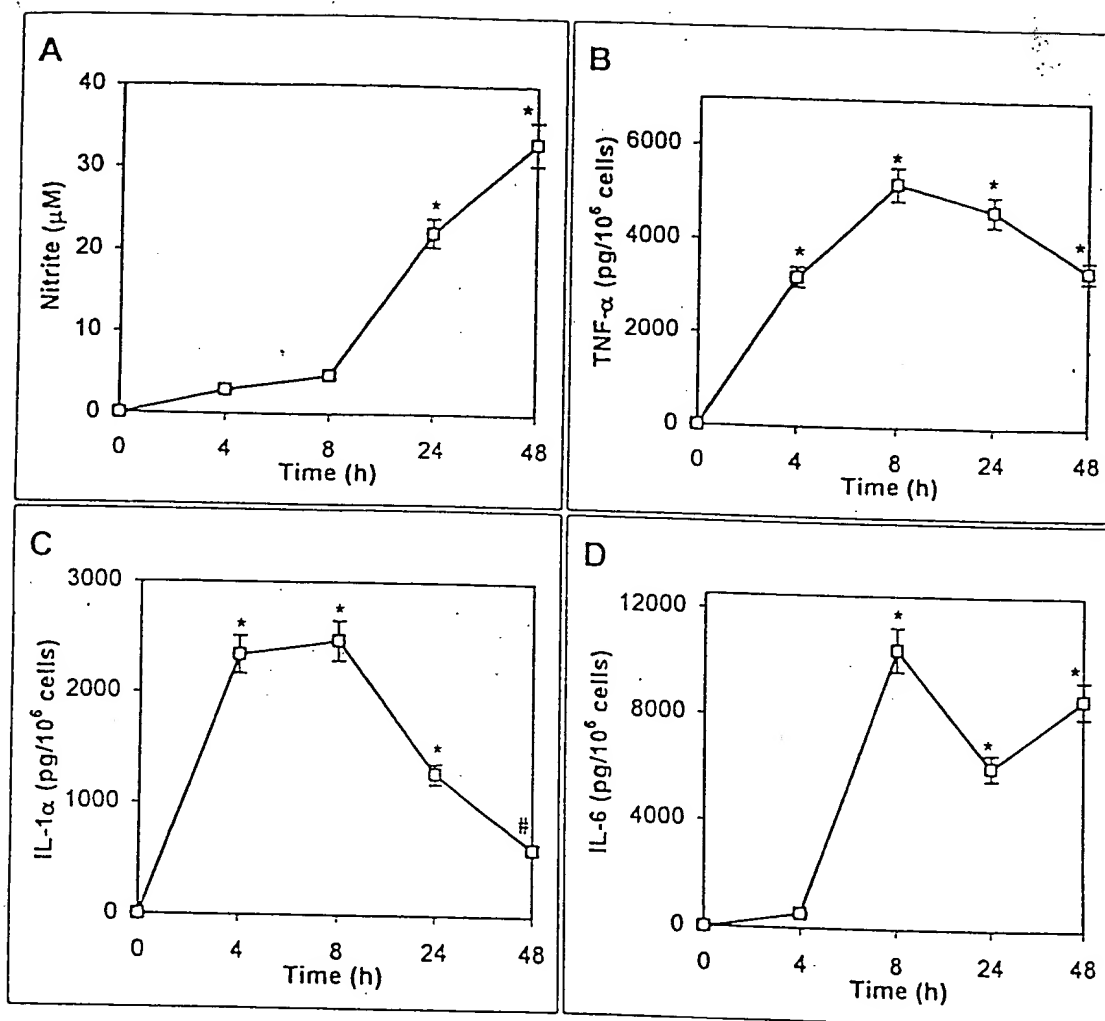 A
Nitrite (μM)
40
30
20
10
0
*
*
0 4 8 24 48
Time (h)
B
TNF-α (pg/10⁶ cells)
6000
4000
2000
0
*
*
*
*
0 4 8 24 48
Time (h)
C
IL-1α (pg/10⁶ cells)
3000
2000
1000
0
*
*
*
#
0 4 8 24 48
Time (h)
D
IL-6 (pg/10⁶ cells)
12000
8000
4000
0
*
*
*
0 4 8 24 48
Time (h)